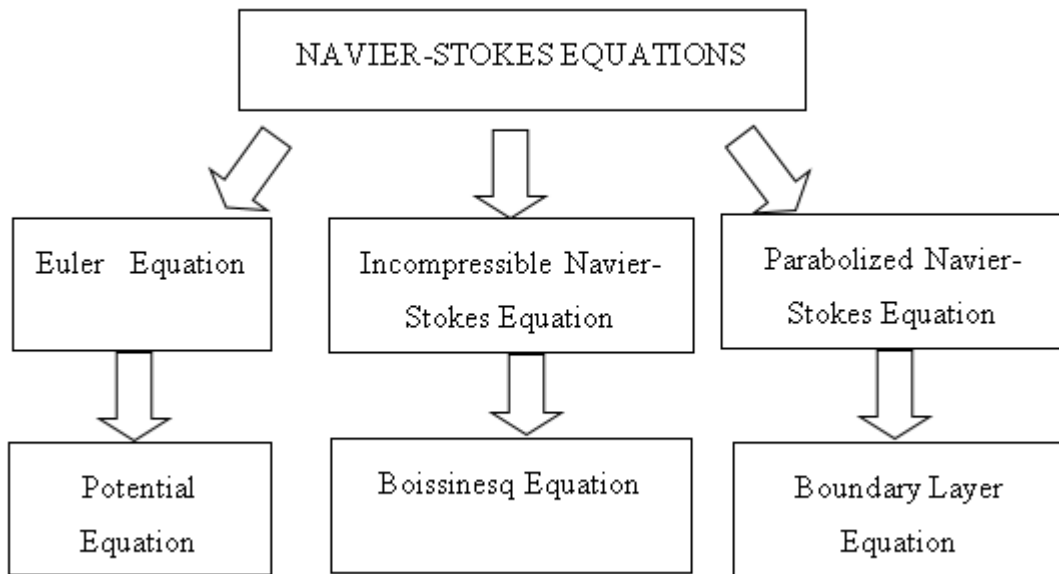 NAVIER-STOKES EQUATIONS
Euler Equation
Incompressible Navier-
Stokes Equation
Parabolized Navier-
Stokes Equation
Potential
Equation
Boissinesq Equation
Boundary Layer
Equation